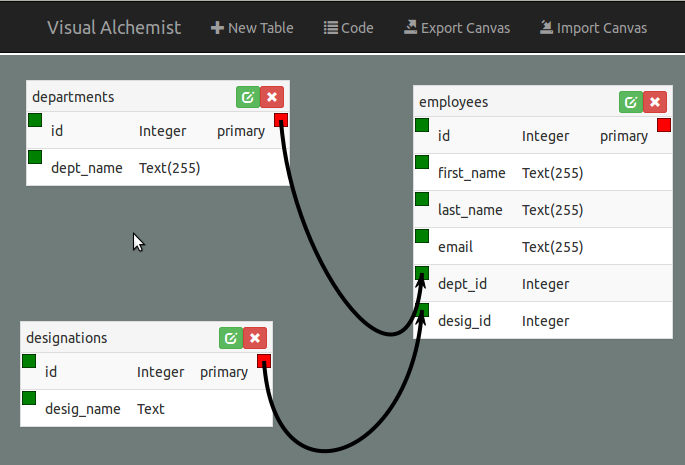 Visual Alchemist New Table Code Export Canvas Import Canvas
departments
id Integer primary
dept_name Text(255)
employees
id Integer primary
first_name Text(255)
last_name Text(255)
email Text(255)
dept_id Integer
desig_id Integer
designations
id Integer primary
desig_name Text